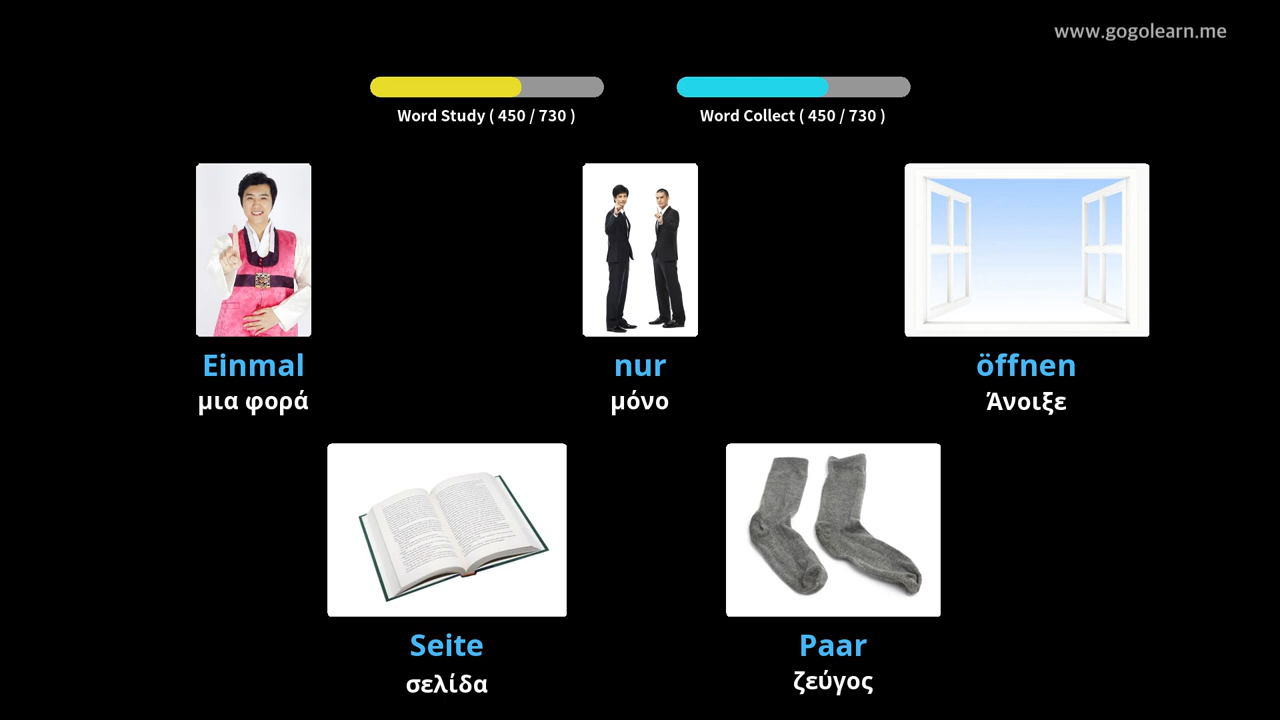 www.gogolearn.me
Word Study ( 450 / 730 )
Word Collect ( 450 / 730 )
Einmal
μια φορά
nur
μόνο
öffnen
Άνοιξε
Seite
σελίδα
Paar
ζεύγος